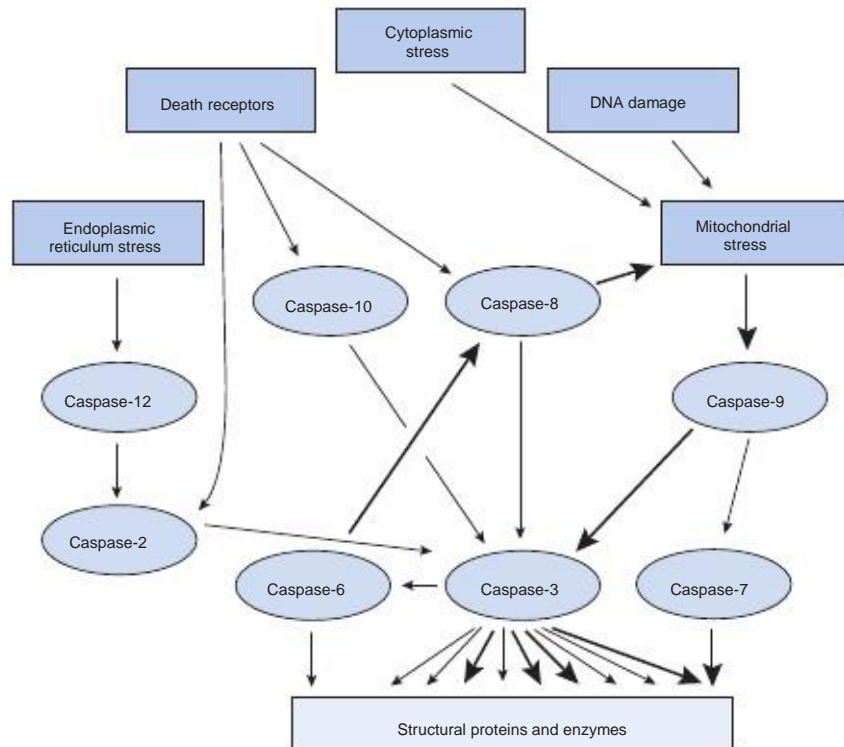 Cytoplasmic
stress
Death receptors
DNA damage
Endoplasmic
reticulum stress
Mitochondrial
stress
Caspase-10
Caspase-8
Caspase-12
Caspase-9
Caspase-2
Caspase-6
Caspase-3
Caspase-7
Structural proteins and enzymes